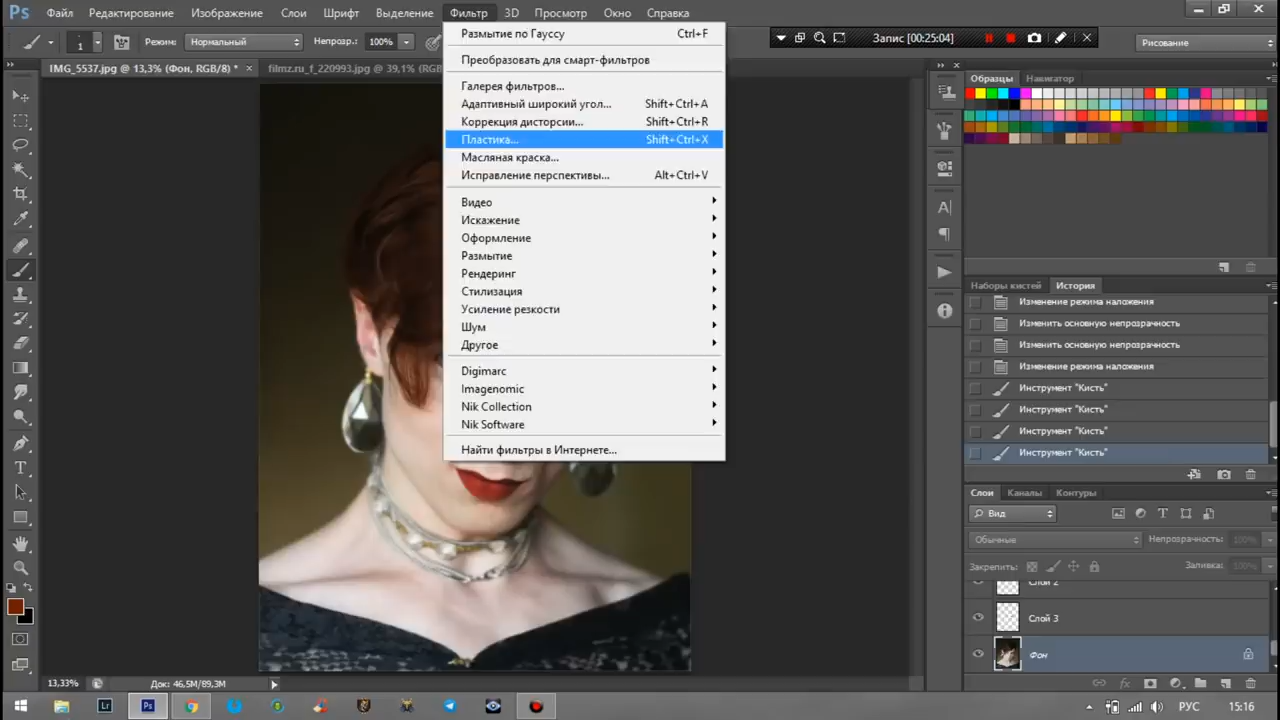 Ps Файл Редактирование Изображение Слои Шрифт Выделение Фильтр 3D Просмотр Окно Справка
1 Режим: Нормальный Непрозр.: 100% Запис [00:25:04] Рисование
IMG_5537.jpg @ 13,3% (Фон, RGB/8) * × filmz.ru_f_220993.jpg @ 39,1% (RGB
Размытие по Гауссу Ctrl+F
Преобразовать для смарт-фильтров
Галерея фильтров...
Адаптивный широкий угол... Shift+Ctrl+A
Коррекция дисторсии... Shift+Ctrl+R
Пластика... Shift+Ctrl+X
Масляная краска...
Исправление перспективы... Alt+Ctrl+V
Видео
Искажение
Оформление
Размытие
Рендеринг
Стилизация
Усиление резкости
Шум
Другое
Digimarc
Imagenomic
Nik Collection
Nik Software
Найти фильтры в Интернете...
Образцы Навигатор
Наборы кистей История
Изменение режима наложения
Изменить основную непрозрачность
Изменить основную непрозрачность
Изменение режима наложения
Инструмент "Кисть"
Инструмент "Кисть"
Инструмент "Кисть"
Инструмент "Кисть"
Слои Каналы Контуры
Вид
Обычные Непрозрачность: 100%
Закрепить: Заливка: 100%
Слой 2
Слой 3
Фон
13,33% Док: 46,5M/89,3M
Lr Ps РУС 15:16